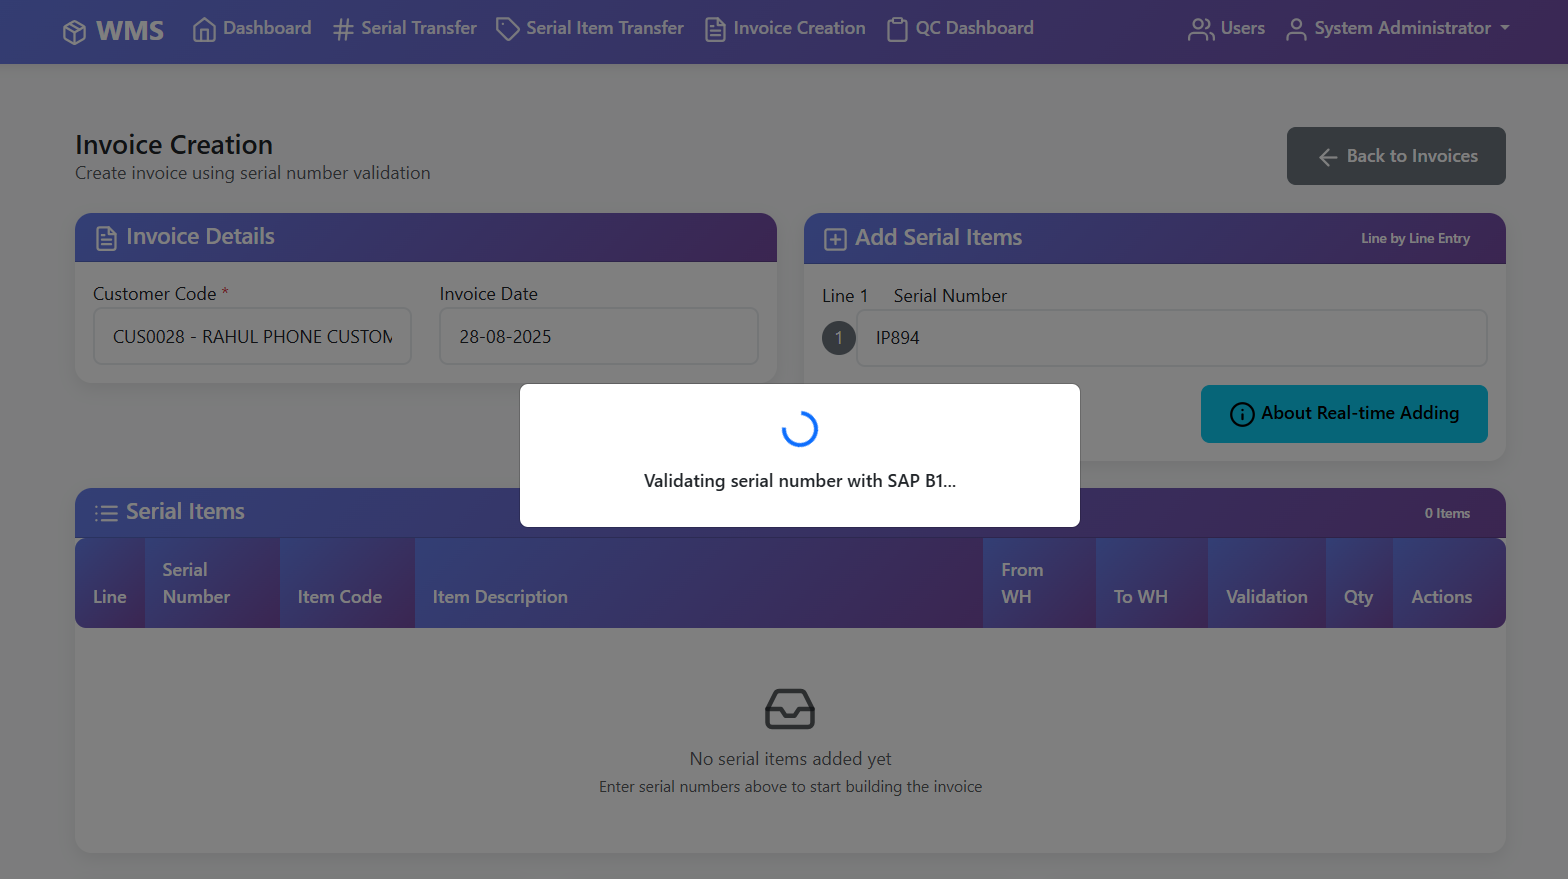 WMS Dashboard Serial Transfer Serial Item Transfer Invoice Creation QC Dashboard Users System Administrator
Invoice Creation
Create invoice using serial number validation
Back to Invoices
Invoice Details
Customer Code *
Invoice Date
CUS0028 - RAHUL PHONE CUSTOM
28-08-2025
Add Serial Items
Line by Line Entry
Line 1 Serial Number
1 IP894
About Real-time Adding
Validating serial number with SAP B1...
Serial Items
0 Items
Line
Serial
Number
Item Code
Item Description
From
WH
To WH
Validation
Qty
Actions
No serial items added yet
Enter serial numbers above to start building the invoice